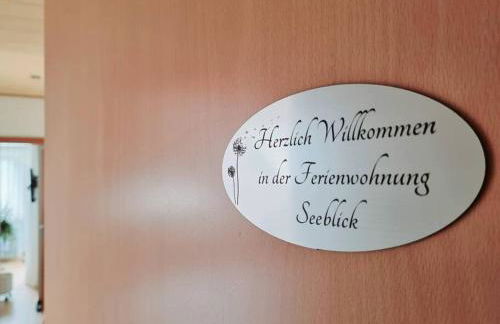 Herzlich Willkommen
in der Ferienwohnung
Seeblick